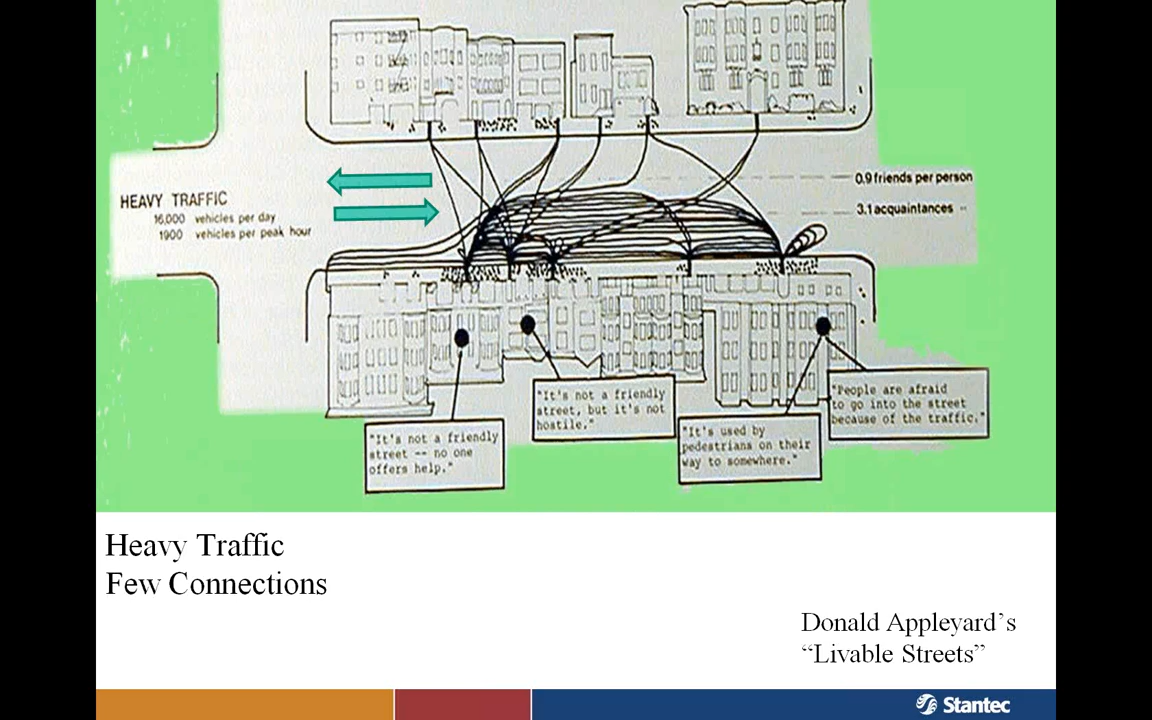 HEAVY TRAFFIC
16,000 vehicles per day
1900 vehicles per peak hour
0.9 friends per person
3.1 acquaintances
"It's not a friendly
street -- no one
offers help."
"It's not a friendly
street, but it's not
hostile."
"It's used by
pedestrians on their
way to somewhere."
"People are afraid
to go into the street
because of the traffic."
Heavy Traffic
Few Connections
Donald Appleyard’s
“Livable Streets”
Stantec